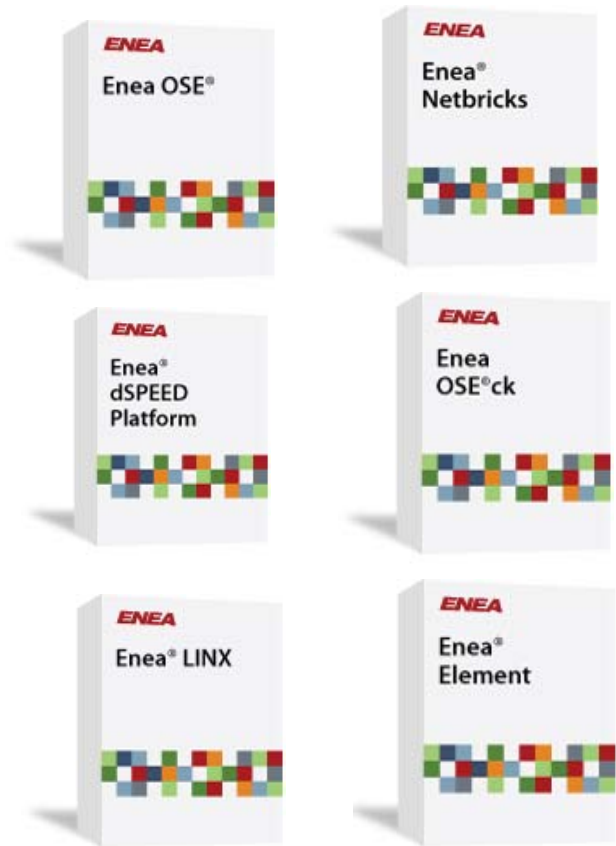 ENEA
Enea OSE®
ENEA
Enea®
Netbricks
ENEA
Enea®
dSPEED
Platform
ENEA
Enea
OSE®ck
ENEA
Enea® LINX
ENEA
Enea®
Element